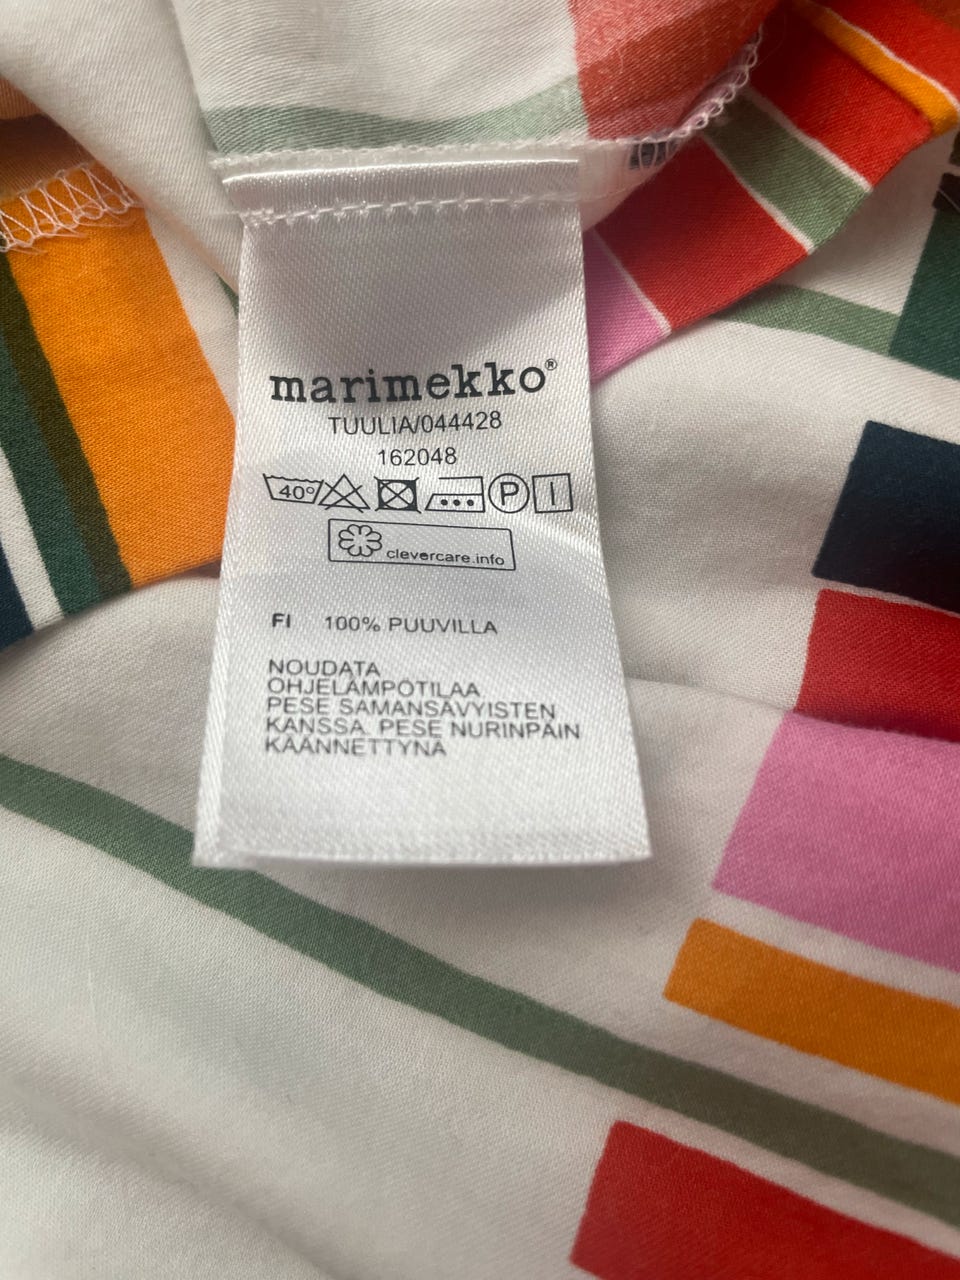 marimekko®
TUULIA/044428
162048
40° P
clevercare.info
FI 100% PUUVILLA
NOUDATA
OHJELÄMPÖTILAA
PESE SAMANSÄVYISTEN
KANSSA. PESE NURINPÄIN
KÄÄNNETTYNÄ